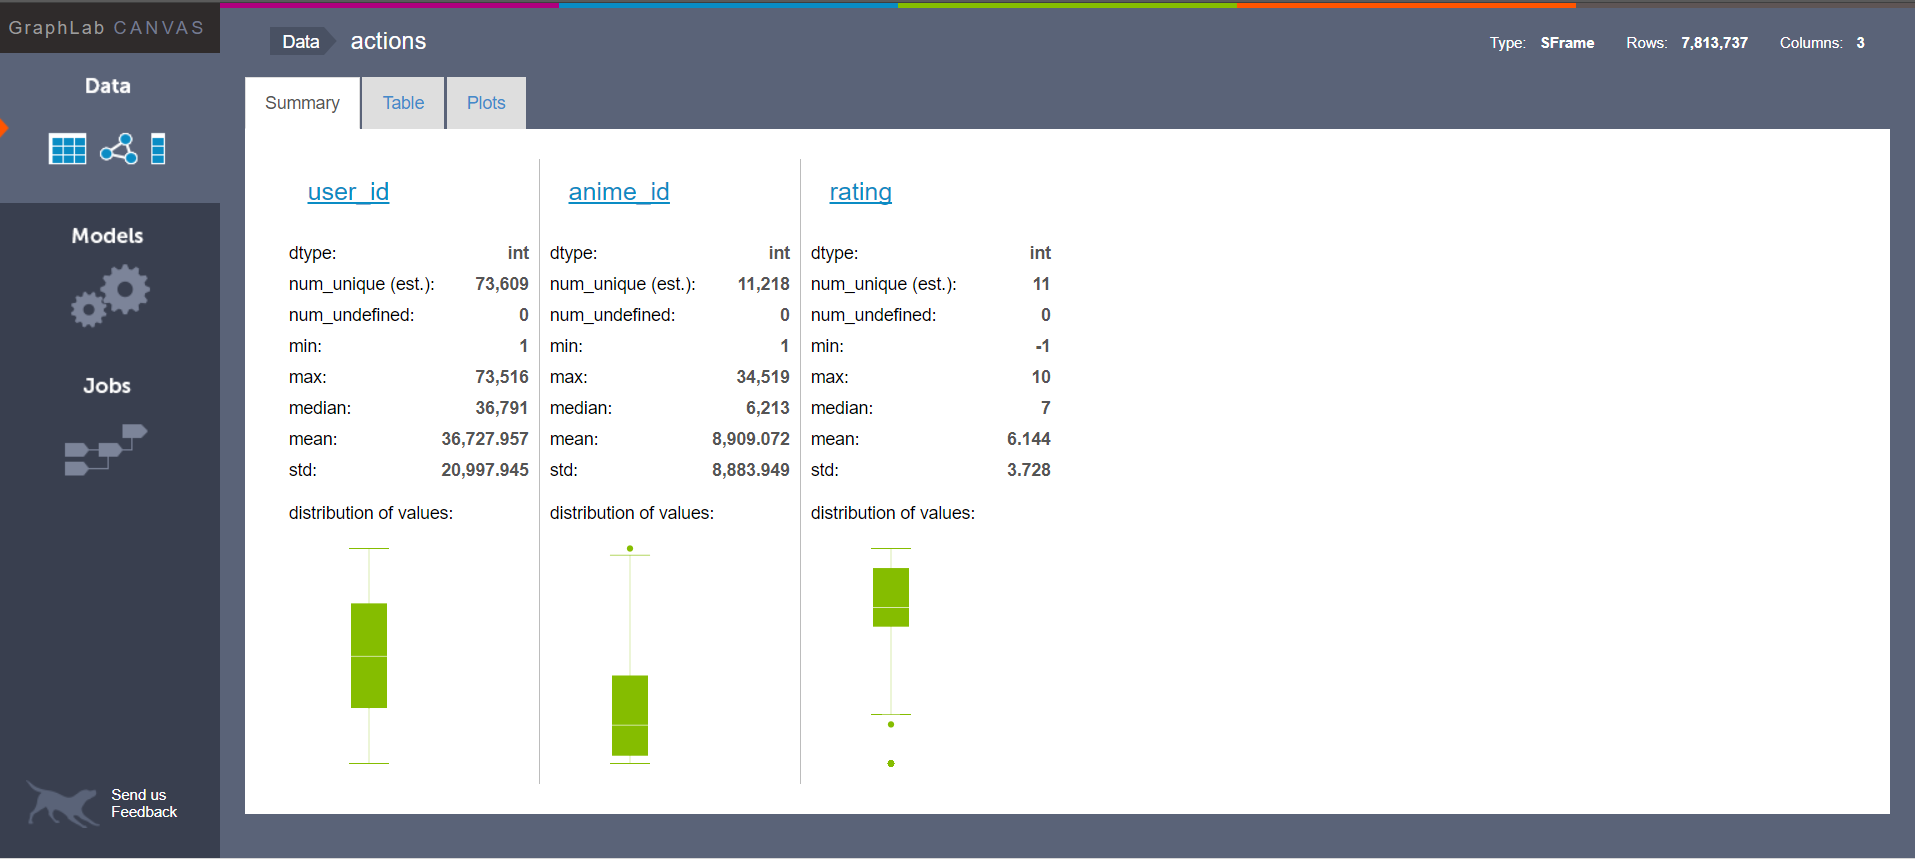 GraphLab CANVAS
Data actions
Type: SFrame Rows: 7,813,737 Columns: 3
Data
Models
Jobs
Send us
Feedback
Summary Table Plots
user_id
dtype: int
num_unique (est.): 73,609
num_undefined: 0
min: 1
max: 73,516
median: 36,791
mean: 36,727.957
std: 20,997.945
distribution of values:
anime_id
dtype: int
num_unique (est.): 11,218
num_undefined: 0
min: 1
max: 34,519
median: 6,213
mean: 8,909.072
std: 8,883.949
distribution of values:
rating
dtype: int
num_unique (est.): 11
num_undefined: 0
min: -1
max: 10
median: 7
mean: 6.144
std: 3.728
distribution of values: